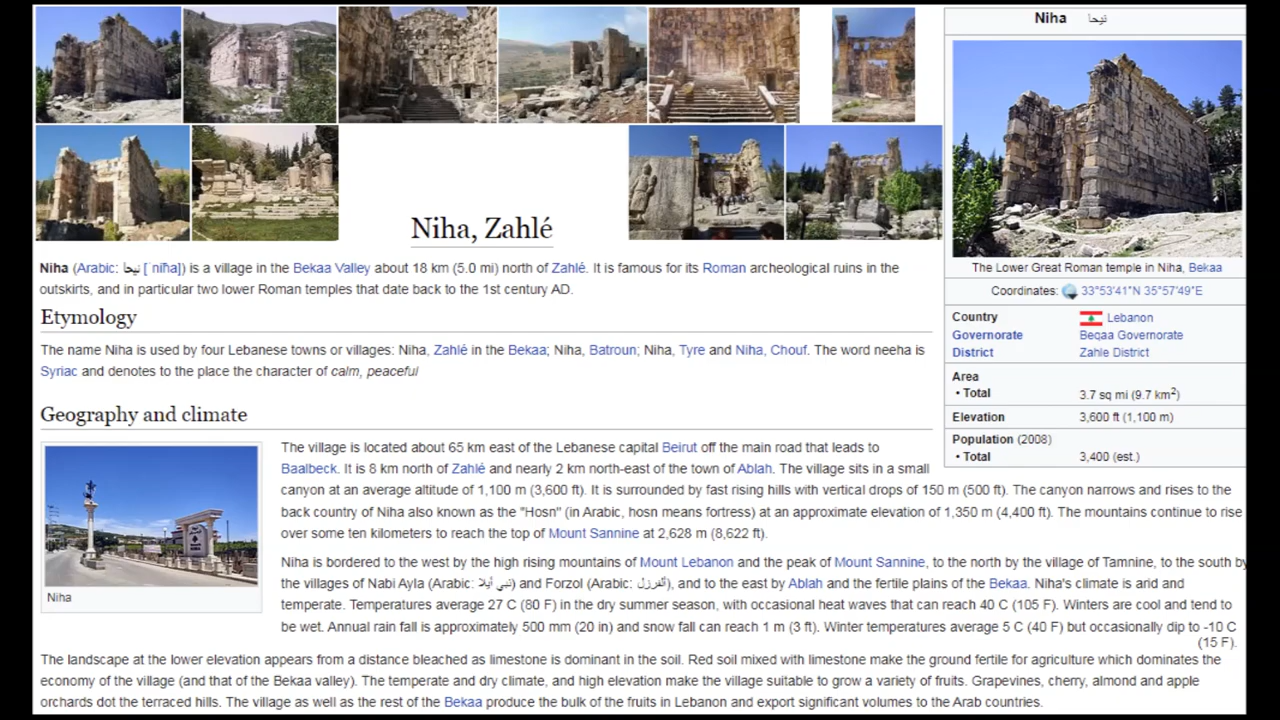 Niha, Zahlé
Niha (Arabic: نيحا [ˈniːħa]) is a village in the Bekaa Valley about 18 km (5.0 mi) north of Zahlé. It is famous for its Roman archeological ruins in the
outskirts, and in particular two lower Roman temples that date back to the 1st century AD.
Etymology
The name Niha is used by four Lebanese towns or villages: Niha, Zahlé in the Bekaa; Niha, Batroun; Niha, Tyre and Niha, Chouf. The word neeha is
Syriac and denotes to the place the character of calm, peaceful
Geography and climate
The village is located about 65 km east of the Lebanese capital Beirut off the main road that leads to
Baalbeck. It is 8 km north of Zahlé and nearly 2 km north-east of the town of Ablah. The village sits in a small
canyon at an average altitude of 1,100 m (3,600 ft). It is surrounded by fast rising hills with vertical drops of 150 m (500 ft). The canyon narrows and rises to the
back country of Niha also known as the "Hosn" (in Arabic, hosn means fortress) at an approximate elevation of 1,350 m (4,400 ft). The mountains continue to rise
over some ten kilometers to reach the top of Mount Sannine at 2,628 m (8,622 ft).
Niha is bordered to the west by the high rising mountains of Mount Lebanon and the peak of Mount Sannine, to the north by the village of Tamnine, to the south by
the villages of Nabi Ayla (Arabic: نبي أيلا) and Forzol (Arabic: ألفرزل), and to the east by Ablah and the fertile plains of the Bekaa. Niha's climate is arid and
temperate. Temperatures average 27 C (80 F) in the dry summer season, with occasional heat waves that can reach 40 C (105 F). Winters are cool and tend to
be wet. Annual rain fall is approximately 500 mm (20 in) and snow fall can reach 1 m (3 ft). Winter temperatures average 5 C (40 F) but occasionally dip to -10 C
(15 F).
Niha
The landscape at the lower elevation appears from a distance bleached as limestone is dominant in the soil. Red soil mixed with limestone make the ground fertile for agriculture which dominates the
economy of the village (and that of the Bekaa valley). The temperate and dry climate, and high elevation make the village suitable to grow a variety of fruits. Grapevines, cherry, almond and apple
orchards dot the terraced hills. The village as well as the rest of the Bekaa produce the bulk of the fruits in Lebanon and export significant volumes to the Arab countries.
Niha نيحا
The Lower Great Roman temple in Niha, Bekaa
Coordinates: 33°53′41″N 35°57′49″E
Country Lebanon
Governorate Beqaa Governorate
District Zahle District
Area
• Total 3.7 sq mi (9.7 km²)
Elevation 3,600 ft (1,100 m)
Population (2008)
• Total 3,400 (est.)